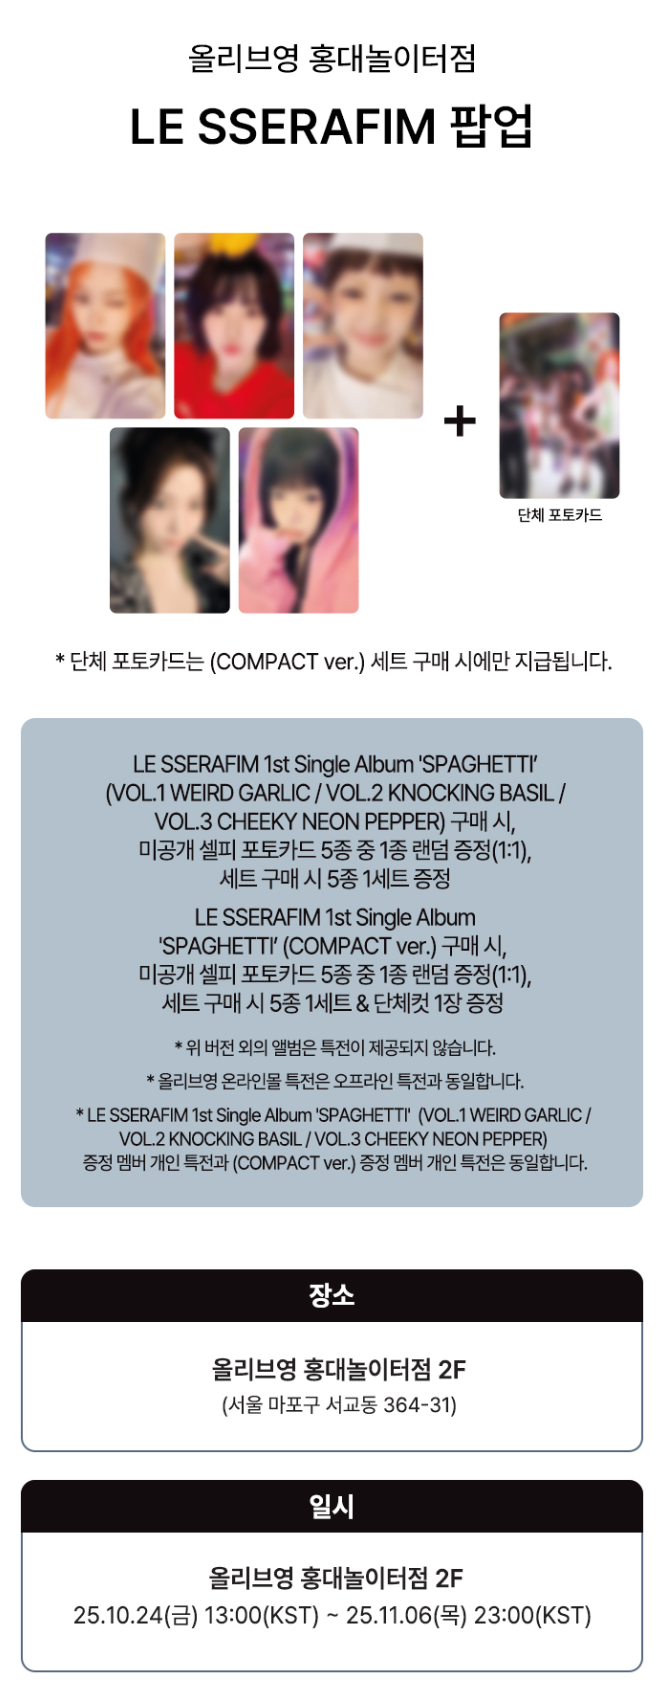 올리브영 홍대놀이터점
LE SSERAFIM 팝업
+
단체 포토카드
* 단체 포토카드는 (COMPACT ver.) 세트 구매 시에만 지급됩니다.
LE SSERAFIM 1st Single Album 'SPAGHETTI’
(VOL.1 WEIRD GARLIC / VOL.2 KNOCKING BASIL /
VOL.3 CHEEKY NEON PEPPER) 구매 시,
미공개 셀피 포토카드 5종 중 1종 랜덤 증정(1:1),
세트 구매 시 5종 1세트 증정
LE SSERAFIM 1st Single Album
'SPAGHETTI’ (COMPACT ver.) 구매 시,
미공개 셀피 포토카드 5종 중 1종 랜덤 증정(1:1),
세트 구매 시 5종 1세트 & 단체컷 1장 증정
* 위 버전 외의 앨범은 특전이 제공되지 않습니다.
* 올리브영 온라인몰 특전은 오프라인 특전과 동일합니다.
* LE SSERAFIM 1st Single Album 'SPAGHETTI' (VOL.1 WEIRD GARLIC /
VOL.2 KNOCKING BASIL / VOL.3 CHEEKY NEON PEPPER)
증정 멤버 개인 특전과 (COMPACT ver.) 증정 멤버 개인 특전은 동일합니다.
장소
올리브영 홍대놀이터점 2F
(서울 마포구 서교동 364-31)
일시
올리브영 홍대놀이터점 2F
25.10.24(금) 13:00(KST) ~ 25.11.06(목) 23:00(KST)